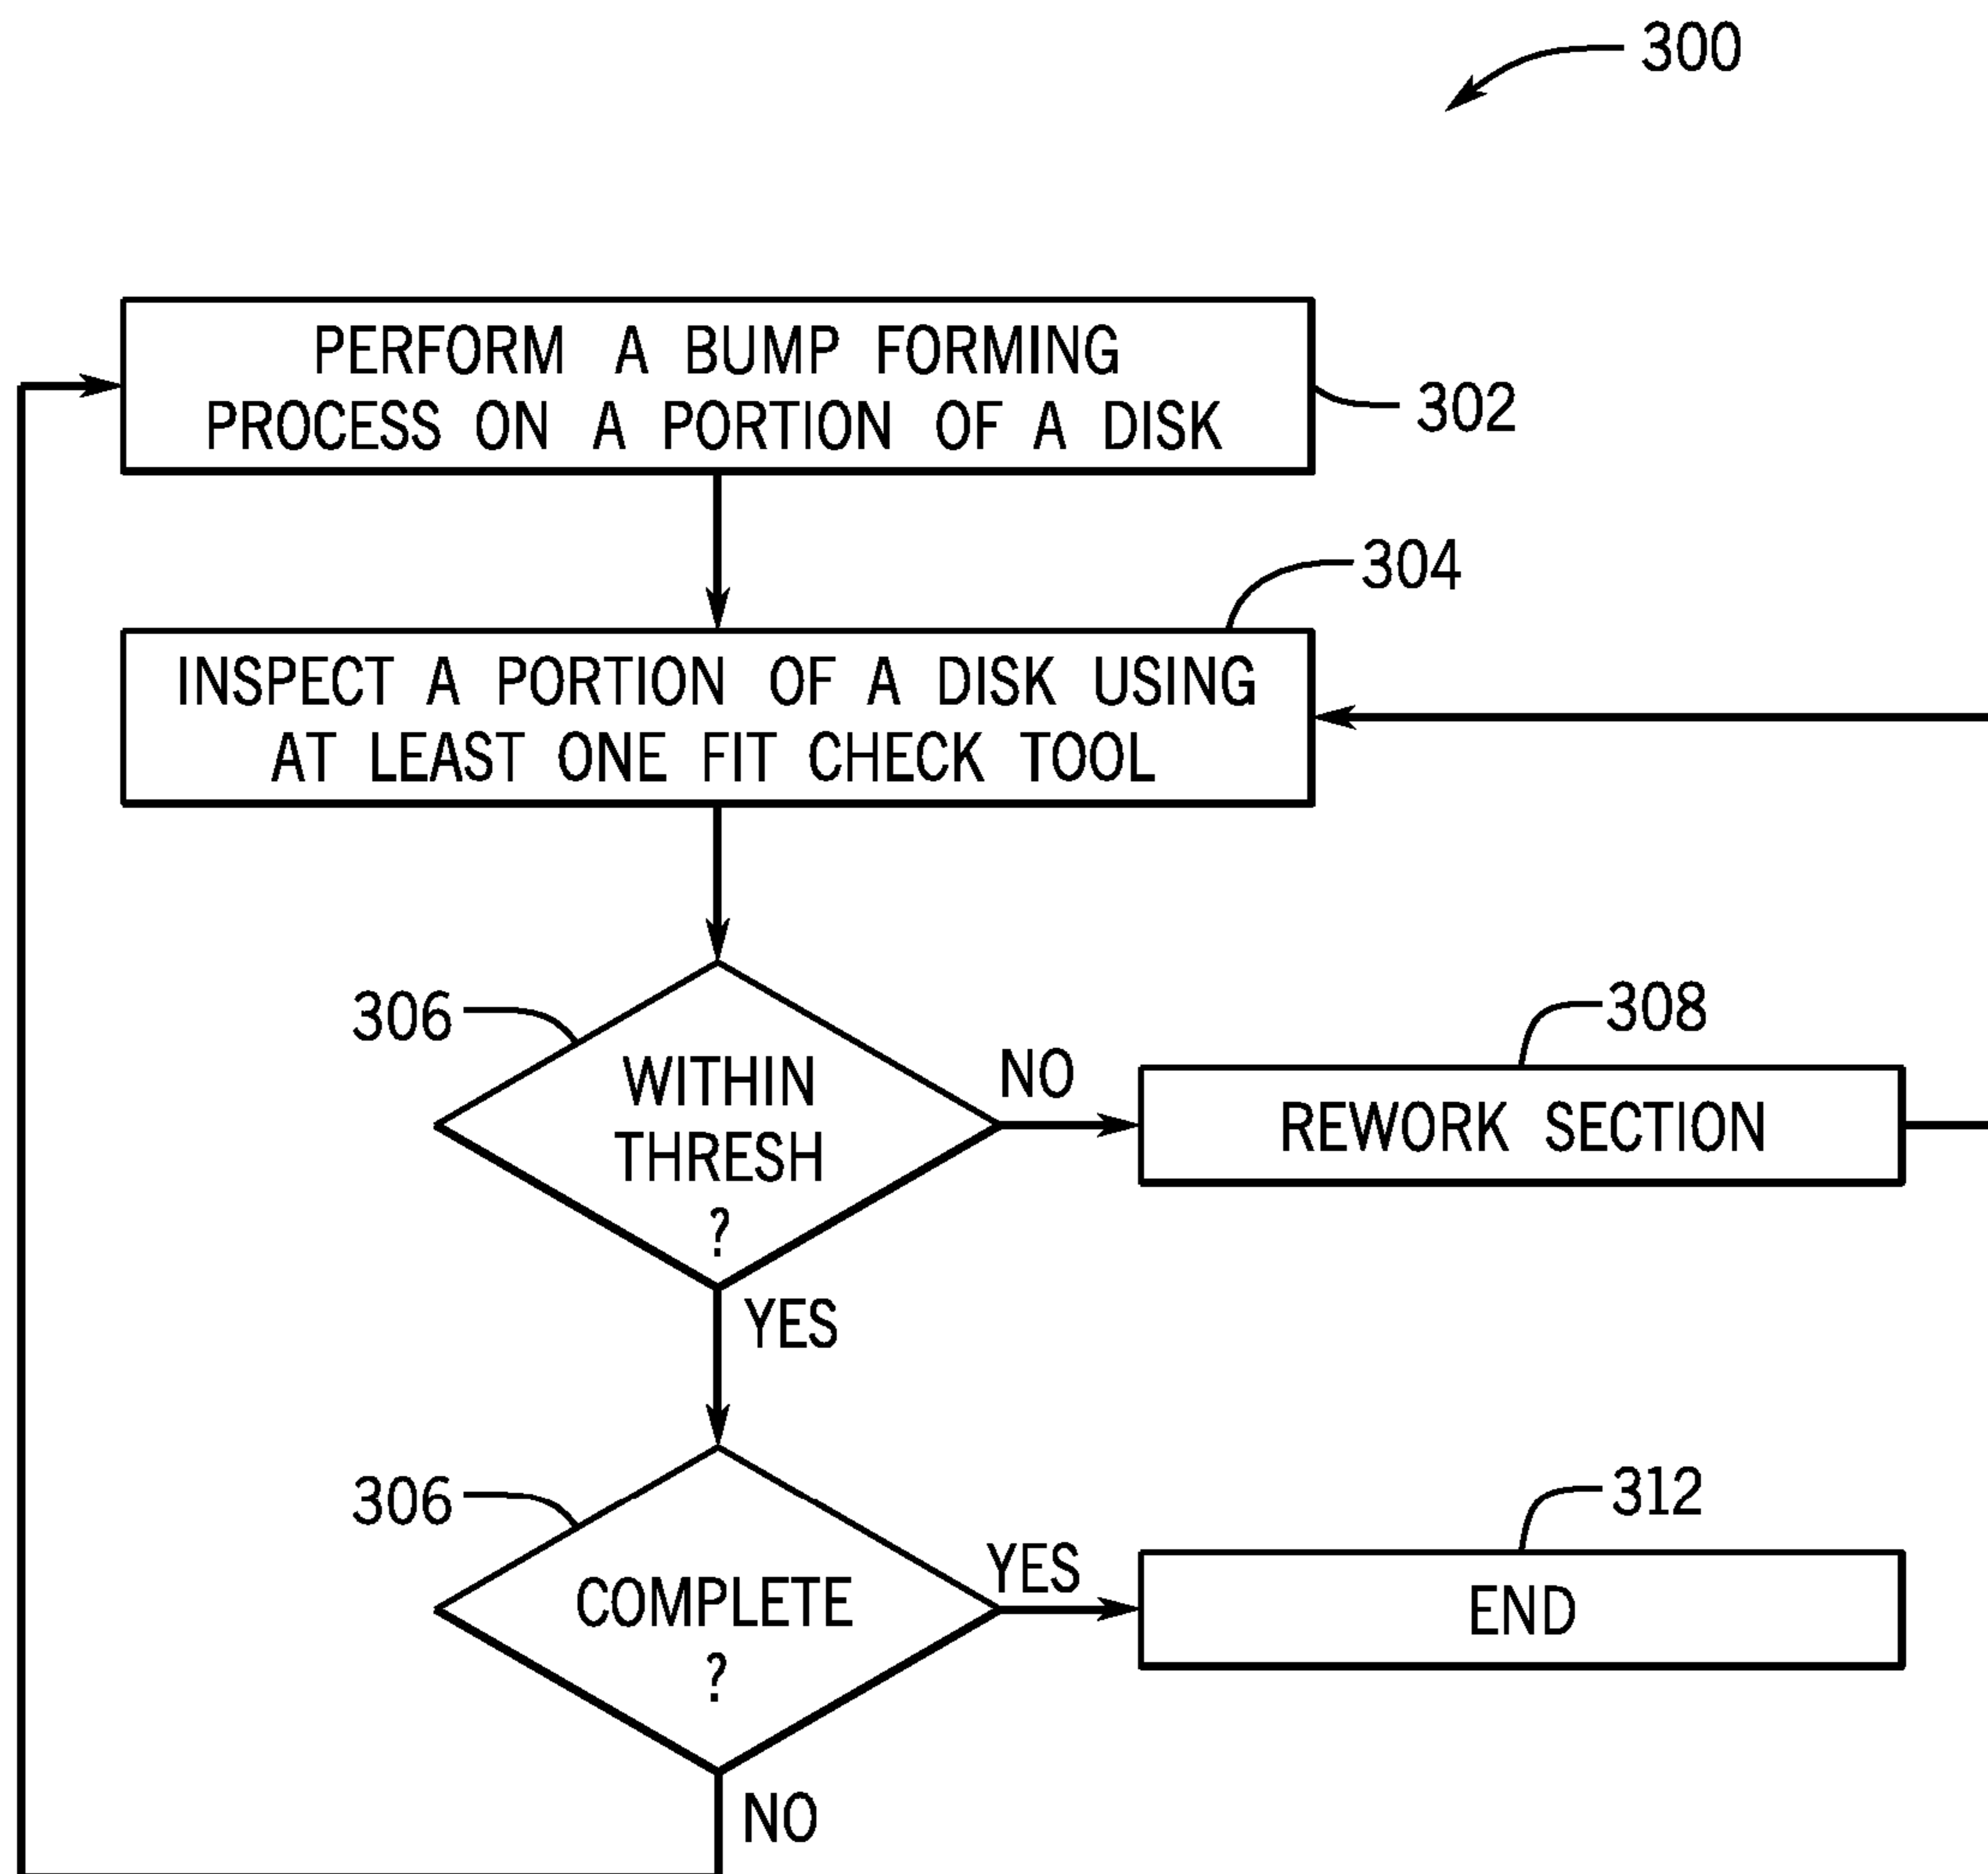 300
PERFORM A BUMP FORMING
PROCESS ON A PORTION OF A DISK
302
304
INSPECT A PORTION OF A DISK USING
AT LEAST ONE FIT CHECK TOOL
306
WITHIN
THRESH
?
NO
308
REWORK SECTION
YES
306
COMPLETE
?
YES
312
END
NO